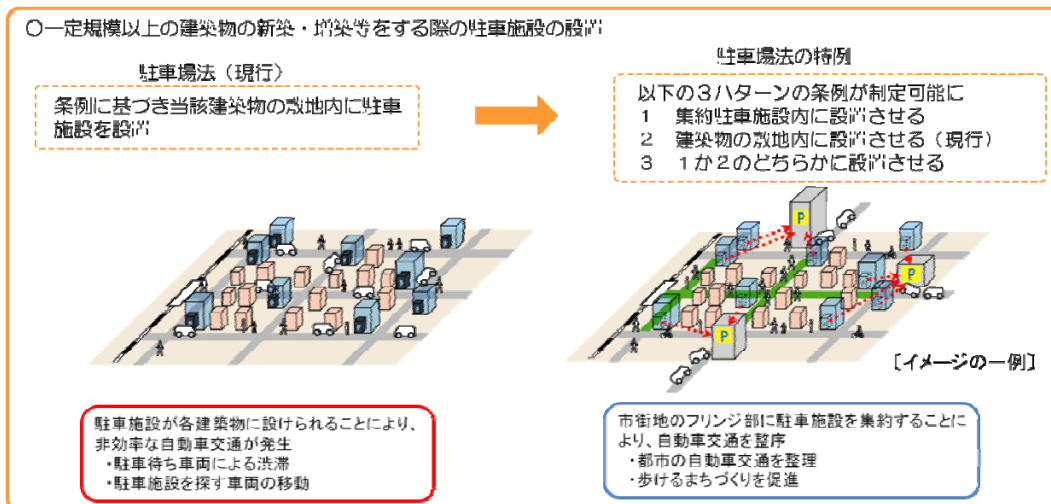 〇一定規模以上の建築物の新築・増築等をする際の駐車施設の設置
駐車場法(現行)
条例に基づき当該建築物の敷地内に駐車
施設を設置
駐車場法の特例
以下の3パターンの条例が制定可能に
1 集約駐車施設内に設置させる
2 建築物の敷地内に設置させる(現行)
3 1か2のどちらかに設置させる
P
P
P
[イメージの一例]
駐車施設が各建築物に設けられることにより、
非効率な自動車交通が発生
・駐車待ち車両による渋滞
・駐車施設を探す車両の移動
市街地のフリンジ部に駐車施設を集約することに
より、自動車交通を整序
・都市の自動車交通を整理
・歩けるまちづくりを促進